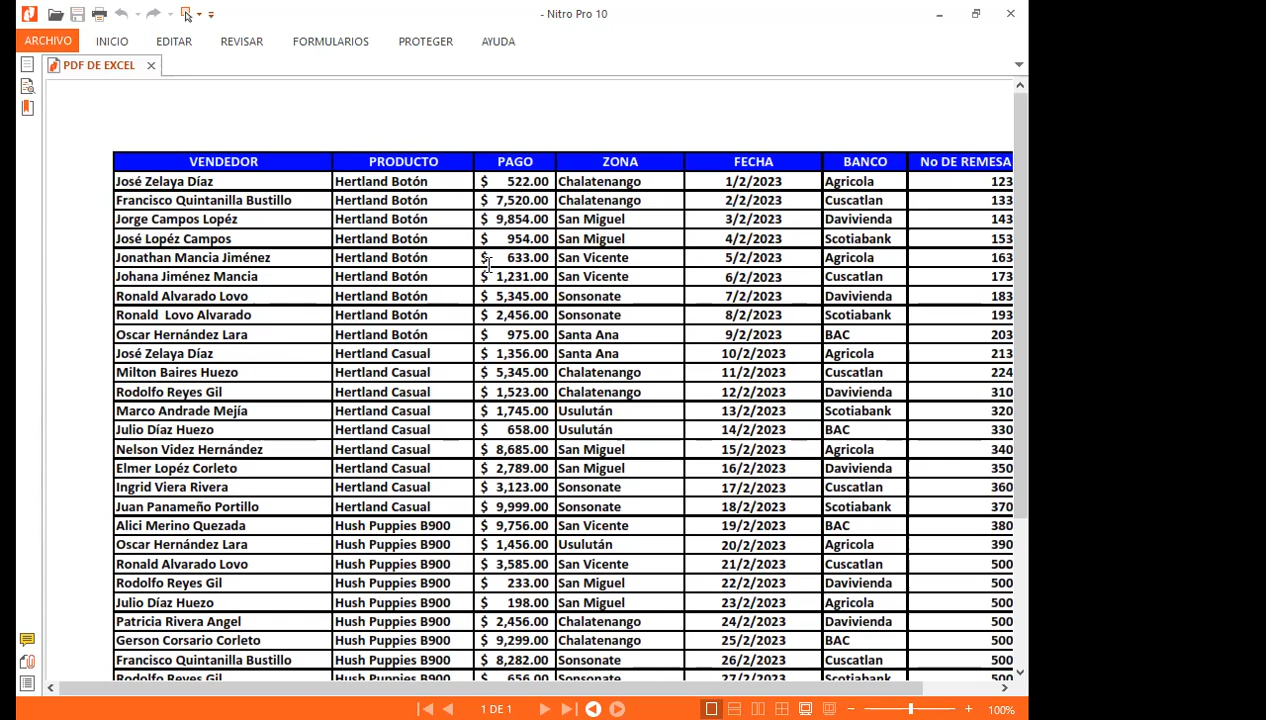 - Nitro Pro 10
ARCHIVO INICIO EDITAR REVISAR FORMULARIOS PROTEGER AYUDA
PDF DE EXCEL
VENDEDOR PRODUCTO PAGO ZONA FECHA BANCO No DE REMESA
José Zelaya Díaz Hertland Botón $ 522.00 Chalatenango 1/2/2023 Agricola 123
Francisco Quintanilla Bustillo Hertland Botón $ 7,520.00 Chalatenango 2/2/2023 Cuscatlan 133
Jorge Campos Lopéz Hertland Botón $ 9,854.00 San Miguel 3/2/2023 Davivienda 143
José Lopéz Campos Hertland Botón $ 954.00 San Miguel 4/2/2023 Scotiabank 153
Jonathan Mancia Jiménez Hertland Botón $ 633.00 San Vicente 5/2/2023 Agricola 163
Johana Jiménez Mancia Hertland Botón $ 1,231.00 San Vicente 6/2/2023 Cuscatlan 173
Ronald Alvarado Lovo Hertland Botón $ 5,345.00 Sonsonate 7/2/2023 Davivienda 183
Ronald  Lovo Alvarado Hertland Botón $ 2,456.00 Sonsonate 8/2/2023 Scotiabank 193
Oscar Hernández Lara Hertland Botón $ 975.00 Santa Ana 9/2/2023 BAC 203
José Zelaya Díaz Hertland Casual $ 1,356.00 Santa Ana 10/2/2023 Agricola 213
Milton Baires Huezo Hertland Casual $ 5,345.00 Chalatenango 11/2/2023 Cuscatlan 224
Rodolfo Reyes Gil Hertland Casual $ 1,523.00 Chalatenango 12/2/2023 Davivienda 310
Marco Andrade Mejía Hertland Casual $ 1,745.00 Usulután 13/2/2023 Scotiabank 320
Julio Díaz Huezo Hertland Casual $ 658.00 Usulután 14/2/2023 BAC 330
Nelson Videz Hernández Hertland Casual $ 8,685.00 San Miguel 15/2/2023 Agricola 340
Elmer Lopéz Corleto Hertland Casual $ 2,789.00 San Miguel 16/2/2023 Davivienda 350
Ingrid Viera Rivera Hertland Casual $ 3,123.00 Sonsonate 17/2/2023 Cuscatlan 360
Juan Panameño Portillo Hertland Casual $ 9,999.00 Sonsonate 18/2/2023 Scotiabank 370
Alici Merino Quezada Hush Puppies B900 $ 9,756.00 San Vicente 19/2/2023 BAC 380
Oscar Hernández Lara Hush Puppies B900 $ 1,456.00 Usulután 20/2/2023 Agricola 390
Ronald Alvarado Lovo Hush Puppies B900 $ 3,585.00 San Vicente 21/2/2023 Cuscatlan 500
Rodolfo Reyes Gil Hush Puppies B900 $ 233.00 San Miguel 22/2/2023 Davivienda 500
Julio Díaz Huezo Hush Puppies B900 $ 198.00 San Miguel 23/2/2023 Agricola 500
Patricia Rivera Angel Hush Puppies B900 $ 2,456.00 Chalatenango 24/2/2023 Davivienda 500
Gerson Corsario Corleto Hush Puppies B900 $ 9,299.00 Chalatenango 25/2/2023 BAC 500
Francisco Quintanilla Bustillo Hush Puppies B900 $ 8,282.00 Sonsonate 26/2/2023 Cuscatlan 500
Rodolfo Reyes Gil Hush Puppies B900 $ 656.00 Sonsonate 27/2/2023 Scotiabank 500
1 DE 1
100%